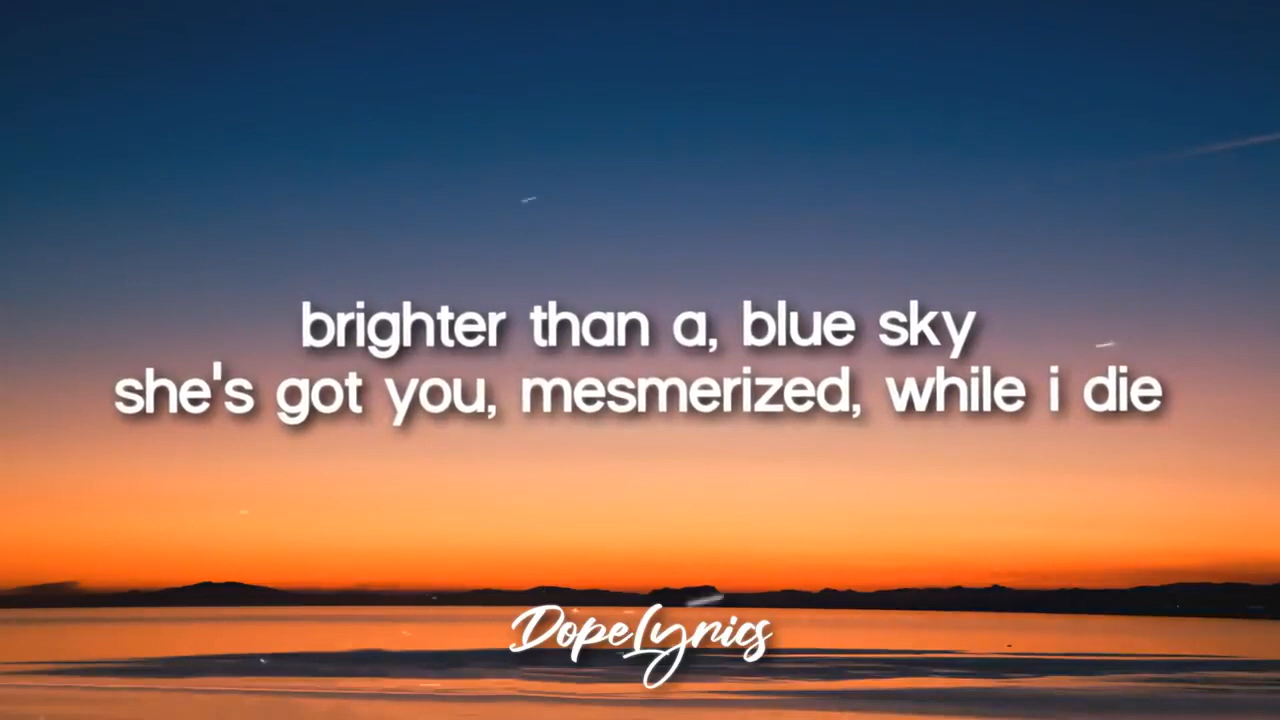 brighter than a, blue sky
she's got you, mesmerized, while i die
DopeLyrics